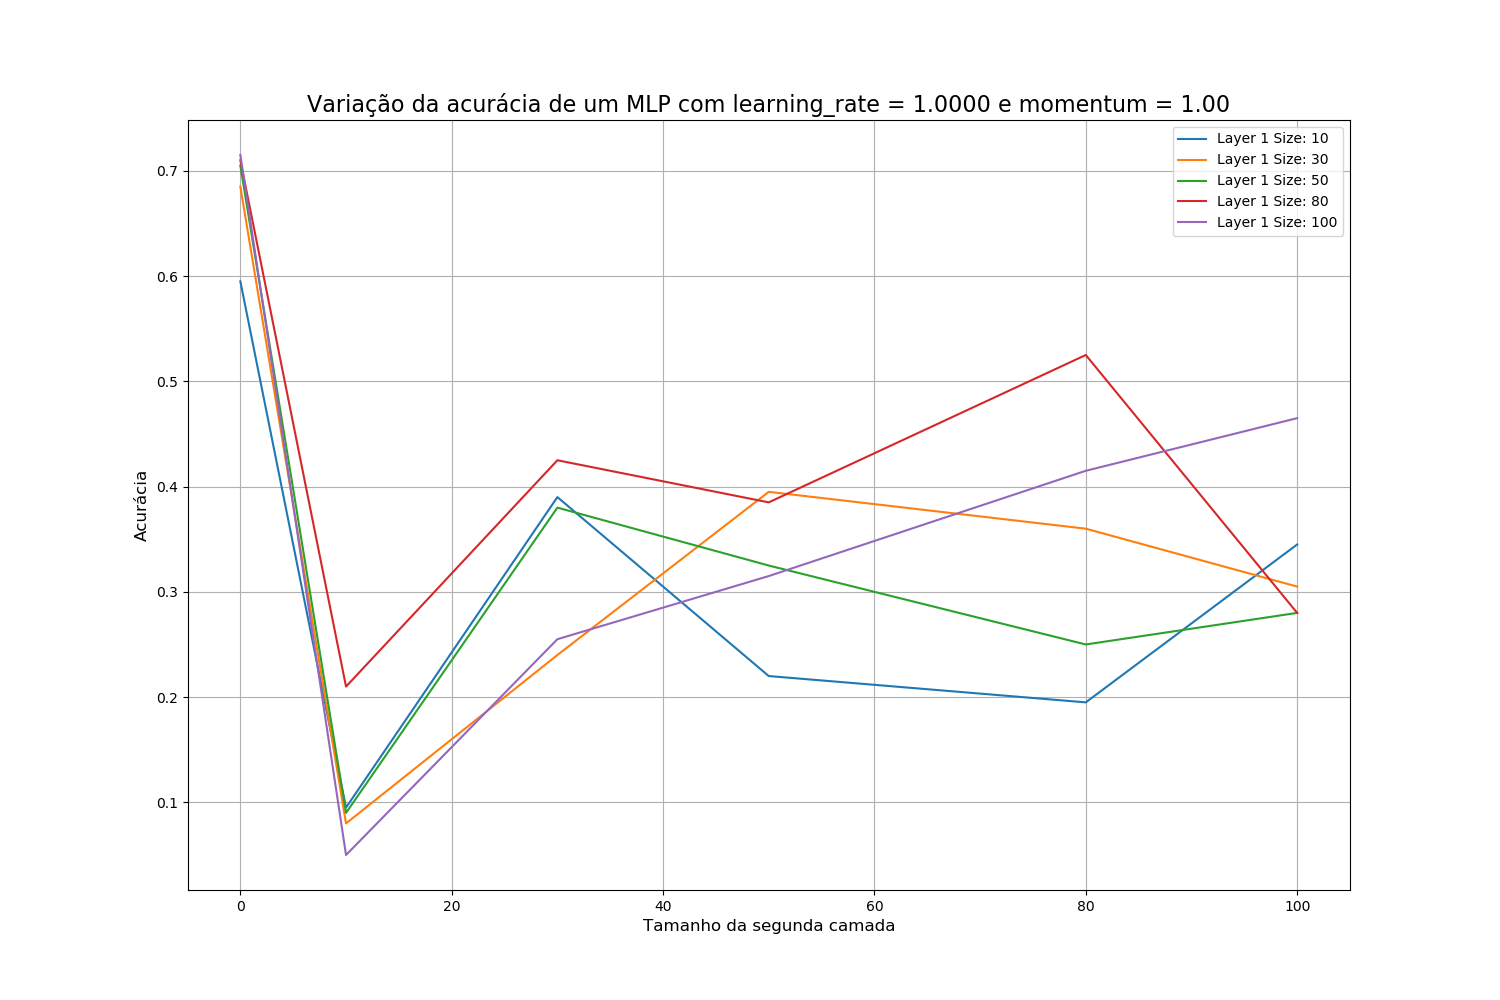 Variação da acurácia de um MLP com learning_rate = 1.0000 e momentum = 1.00
Layer 1 Size: 10
Layer 1 Size: 30
Layer 1 Size: 50
Layer 1 Size: 80
Layer 1 Size: 100
0.7
0.6
0.5
0.4
0.3
0.2
0.1
Acurácia
0 20 40 60 80 100
Tamanho da segunda camada